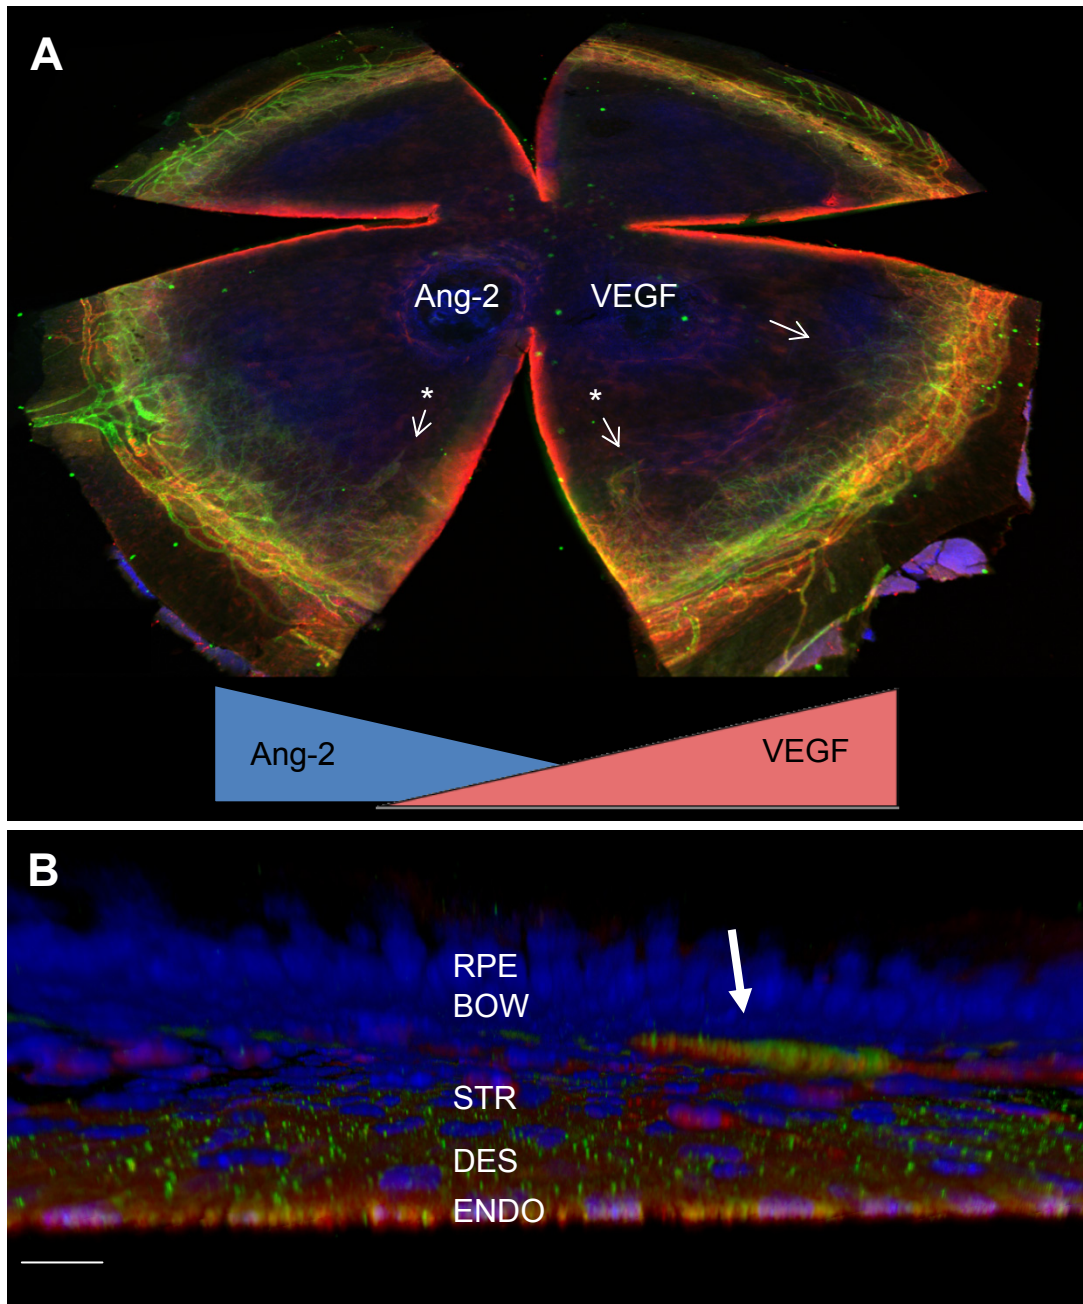 A
Ang-2 VEGF
* *
Ang-2 VEGF
B
RPE
BOW
STR
DES
ENDO